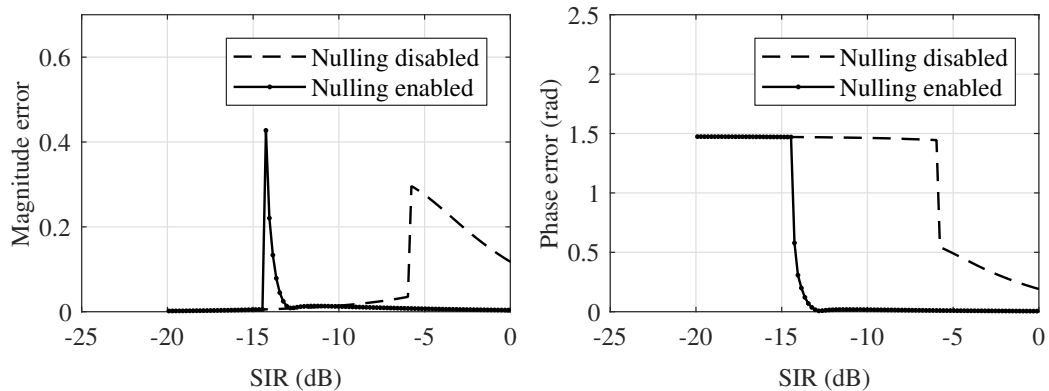 0.6
0.4
0.2
0
-25
-20
-15
-10
-5
0
Magnitude error
SIR (dB)
Nulling disabled
Nulling enabled
2.5
2
1.5
1
0.5
0
-25
-20
-15
-10
-5
0
Phase error (rad)
SIR (dB)
Nulling disabled
Nulling enabled